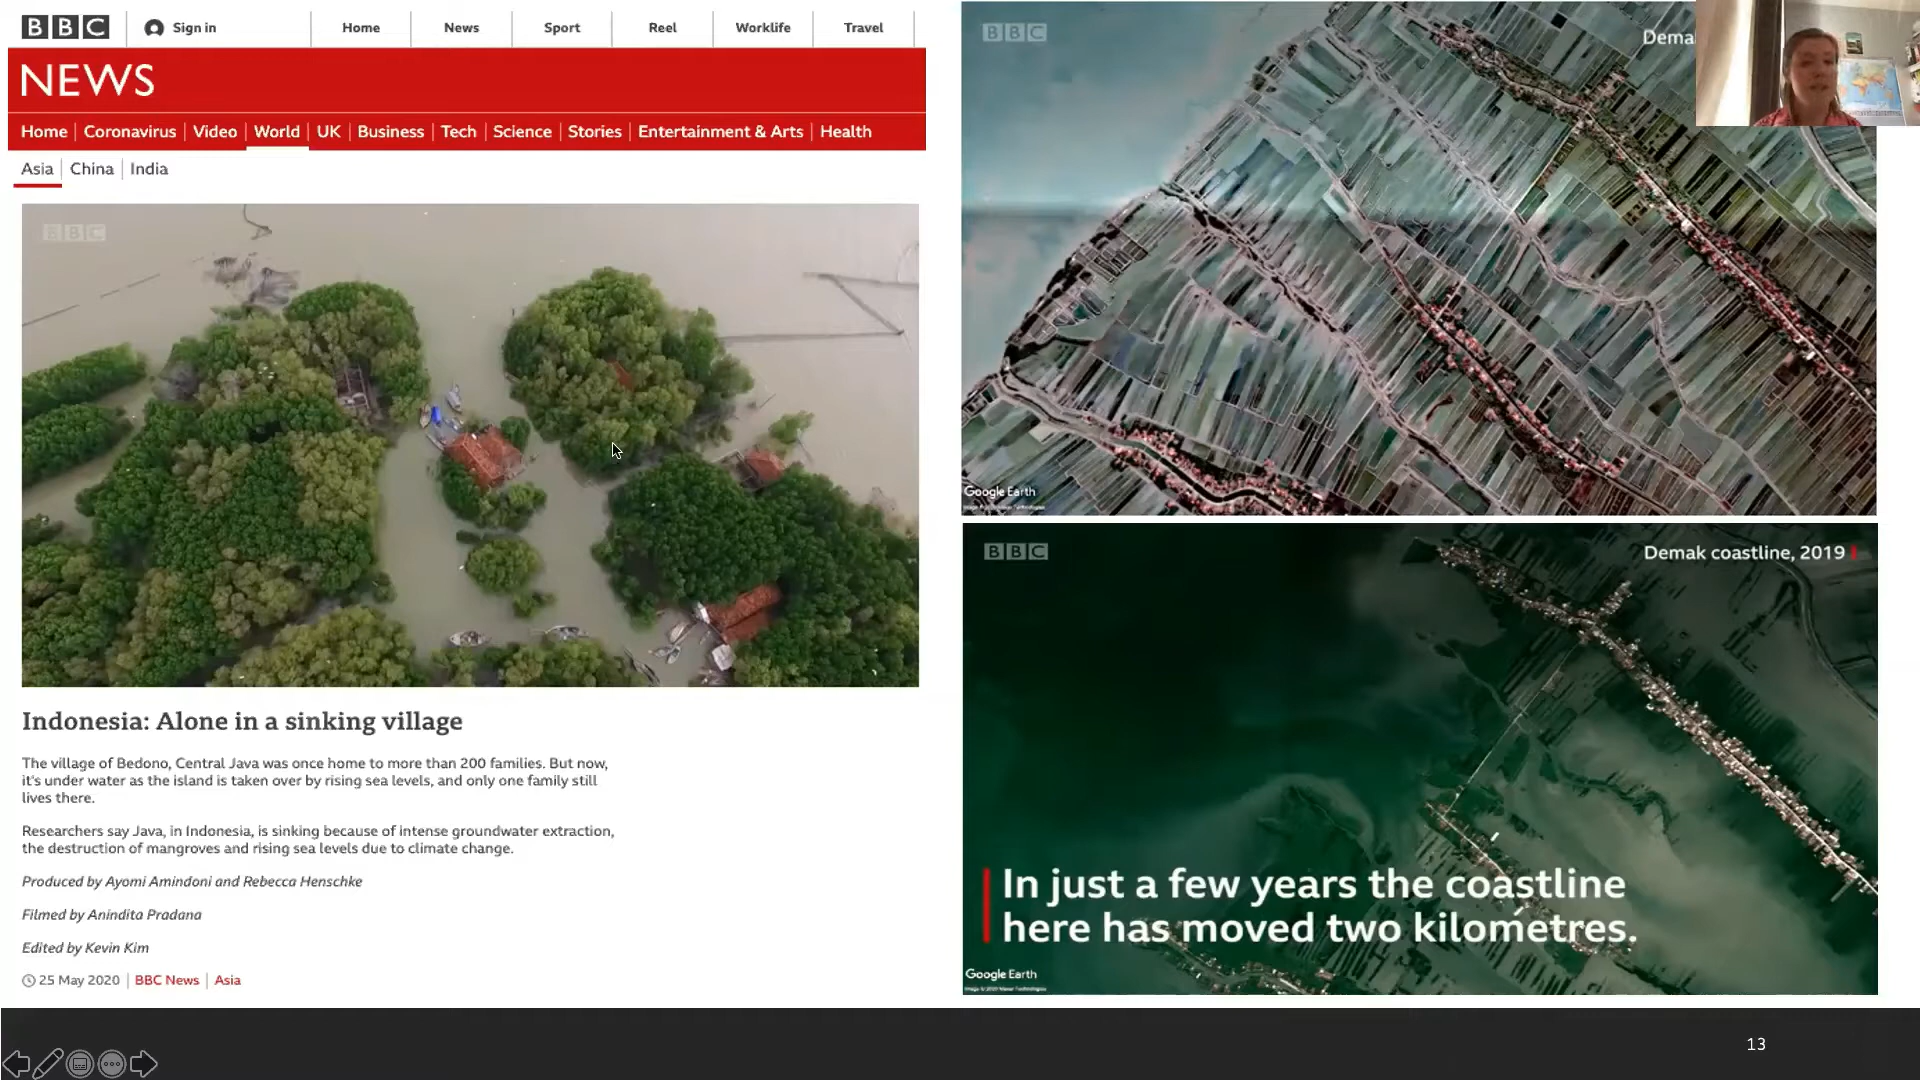 BBC
Sign in
Home
News
Sport
Reel
Worklife
Travel
NEWS
Home
Coronavirus
Video
World
UK
Business
Tech
Science
Stories
Entertainment & Arts
Health
Asia
China
India
BBC
Indonesia: Alone in a sinking village
The village of Bedono, Central Java was once home to more than 200 families. But now,
it's under water as the island is taken over by rising sea levels, and only one family still
lives there.
Researchers say Java, in Indonesia, is sinking because of intense groundwater extraction,
the destruction of mangroves and rising sea levels due to climate change.
Produced by Ayomi Amindoni and Rebecca Henschke
Filmed by Anindita Pradana
Edited by Kevin Kim
25 May 2020
BBC News
Asia
BBC
Dema
Google Earth
BBC
Demak coastline, 2019
In just a few years the coastline
here has moved two kilometres.
Google Earth
13